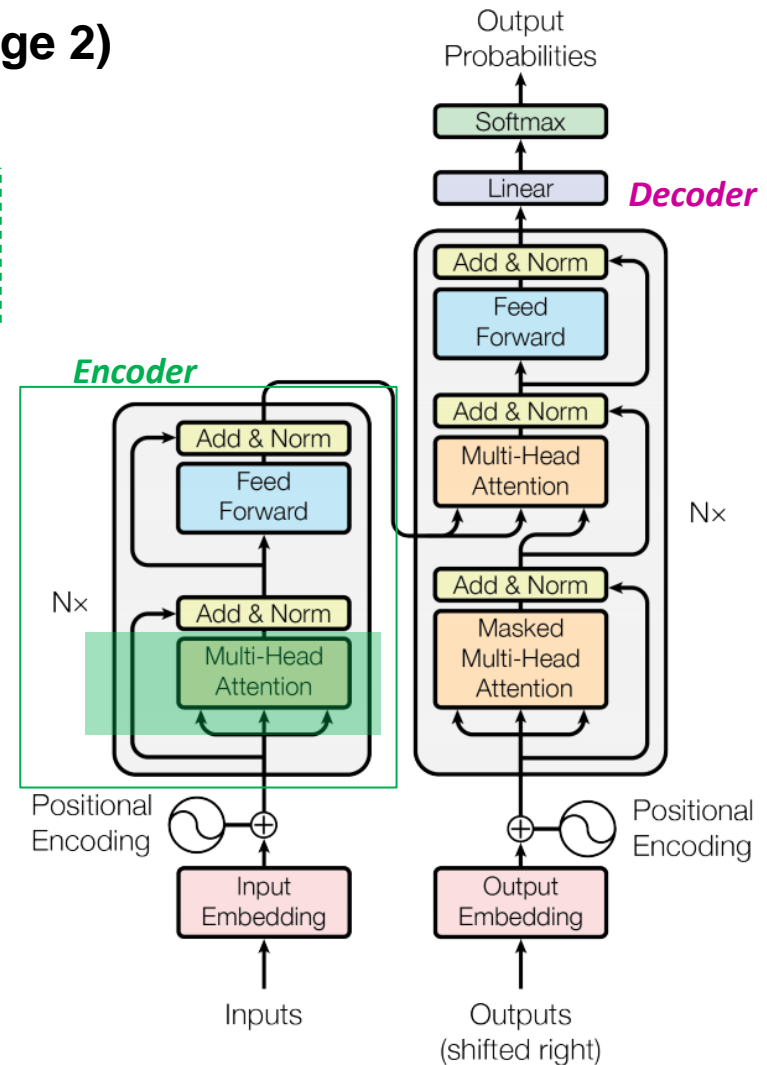 ge 2)
Output
Probabilities
Softmax
Linear
Decoder
Add & Norm
Feed
Forward
Add & Norm
Multi-Head
Attention
Nx
Add & Norm
Masked
Multi-Head
Attention
Positional
Encoding
Output
Embedding
Outputs
(shifted right)
Encoder
Add & Norm
Feed
Forward
Nx
Add & Norm
Multi-Head
Attention
Positional
Encoding
Input
Embedding
Inputs